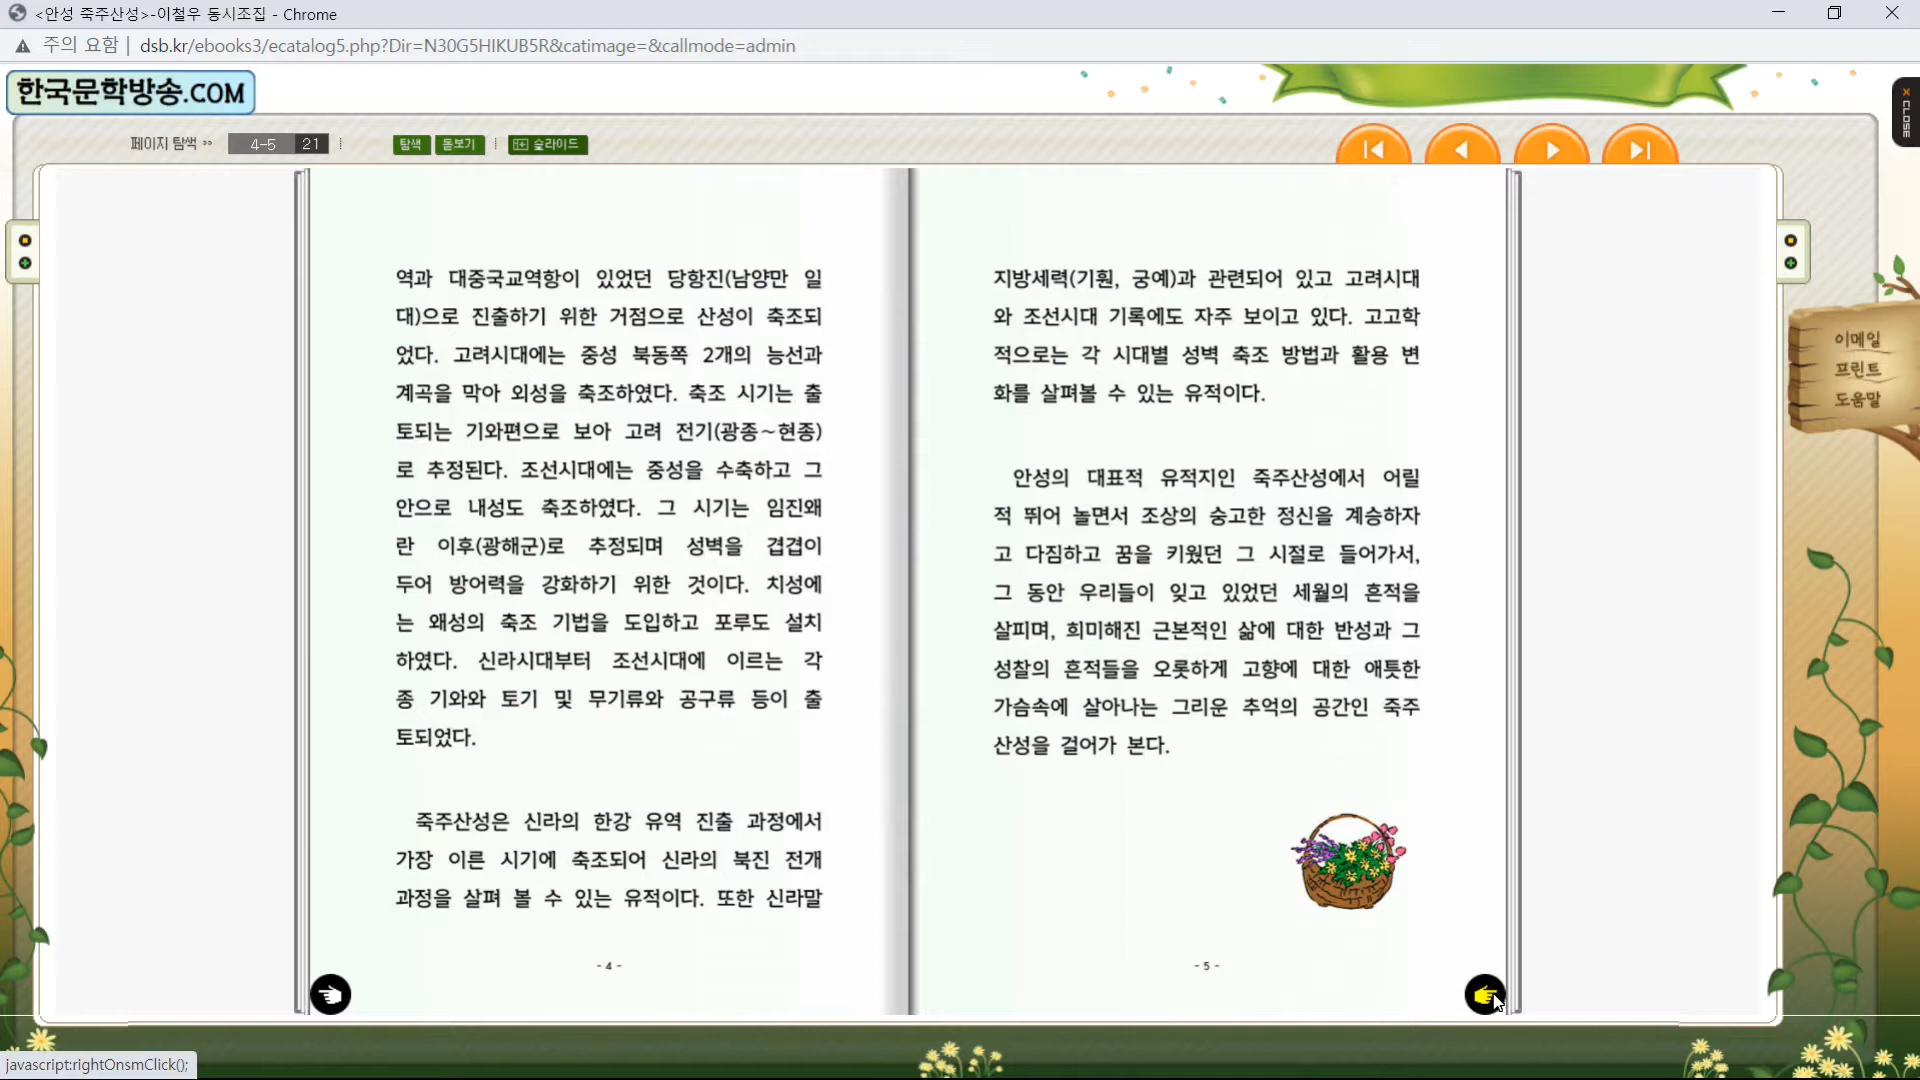 <안성 죽주산성>-이철우 동시조집 - Chrome
주의 요함 | dsb.kr/ebooks3/ecatalog5.php?Dir=N30G5HIKUB5R&catimage=&callmode=admin
한국문학방송.COM
× CLOSE
페이지 탐색 »
4-5 21
탐색 돋보기 슬라이드
역과 대중국교역항이 있었던 당항진(남양만 일
대)으로 진출하기 위한 거점으로 산성이 축조되
었다. 고려시대에는 중성 북동쪽 2개의 능선과
계곡을 막아 외성을 축조하였다. 축조 시기는 출
토되는 기와편으로 보아 고려 전기(광종~현종)
로 추정된다. 조선시대에는 중성을 수축하고 그
안으로 내성도 축조하였다. 그 시기는 임진왜
란 이후(광해군)로 추정되며 성벽을 겹겹이
두어 방어력을 강화하기 위한 것이다. 치성에
는 왜성의 축조 기법을 도입하고 포루도 설치
하였다. 신라시대부터 조선시대에 이르는 각
종 기와와 토기 및 무기류와 공구류 등이 출
토되었다.
죽주산성은 신라의 한강 유역 진출 과정에서
가장 이른 시기에 축조되어 신라의 북진 전개
과정을 살펴 볼 수 있는 유적이다. 또한 신라말
- 4 -
지방세력(기훤, 궁예)과 관련되어 있고 고려시대
와 조선시대 기록에도 자주 보이고 있다. 고고학
적으로는 각 시대별 성벽 축조 방법과 활용 변
화를 살펴볼 수 있는 유적이다.
안성의 대표적 유적지인 죽주산성에서 어릴
적 뛰어 놀면서 조상의 숭고한 정신을 계승하자
고 다짐하고 꿈을 키웠던 그 시절로 들어가서,
그 동안 우리들이 잊고 있었던 세월의 흔적을
살피며, 희미해진 근본적인 삶에 대한 반성과 그
성찰의 흔적들을 오롯하게 고향에 대한 애틋한
가슴속에 살아나는 그리운 추억의 공간인 죽주
산성을 걸어가 본다.
- 5 -
이메일
프린트
도움말
javascript:rightOnsmClick();